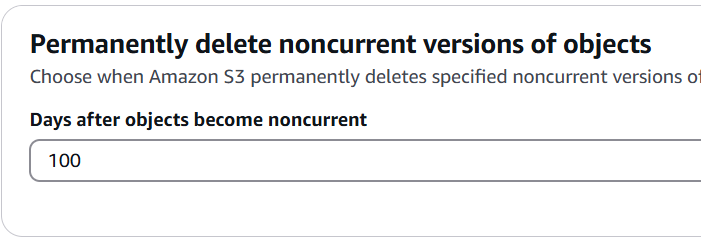 Permanently delete noncurrent versions of objects
Choose when Amazon S3 permanently deletes specified noncurrent versions of
Days after objects become noncurrent
100